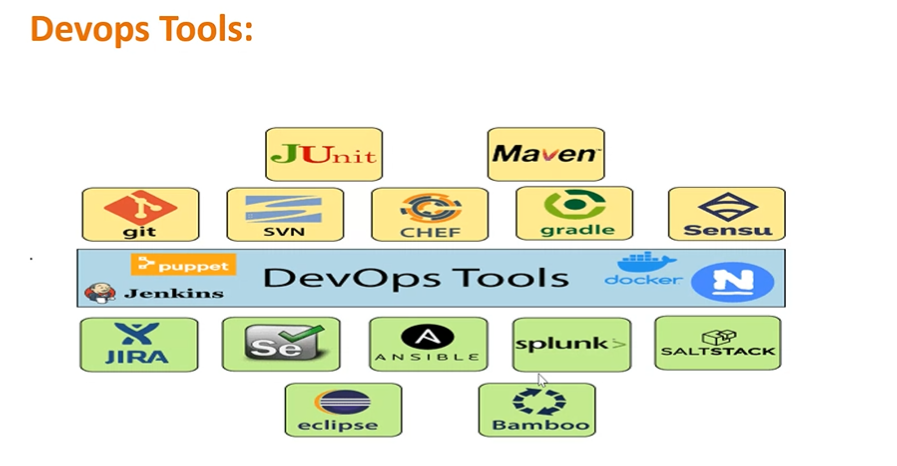 Devops Tools:
JUnit
Maven™
git
SVN
CHEF
gradle
Sensu
puppet
Jenkins
DevOps Tools
docker
N
JIRA
Se
ANSIBLE
splunk>
SALTSTACK
eclipse
Bamboo